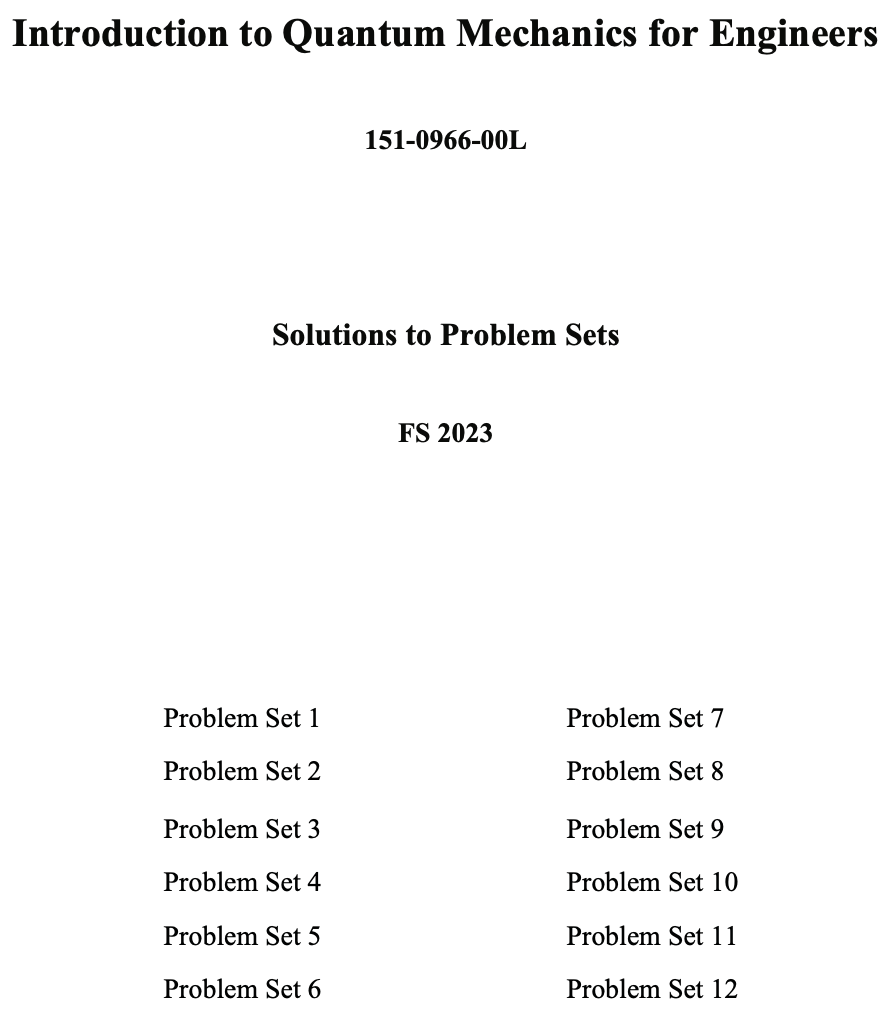 Introduction to Quantum Mechanics for Engineers
151-0966-00L
Solutions to Problem Sets
FS 2023
Problem Set 1
Problem Set 2
Problem Set 3
Problem Set 4
Problem Set 5
Problem Set 6
Problem Set 7
Problem Set 8
Problem Set 9
Problem Set 10
Problem Set 11
Problem Set 12